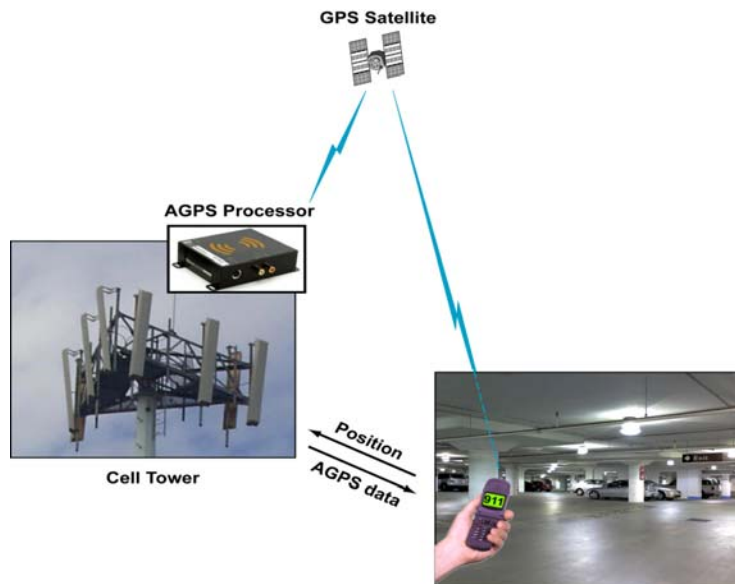 GPS Satellite
AGPS Processor
Position
AGPS data
Cell Tower
911